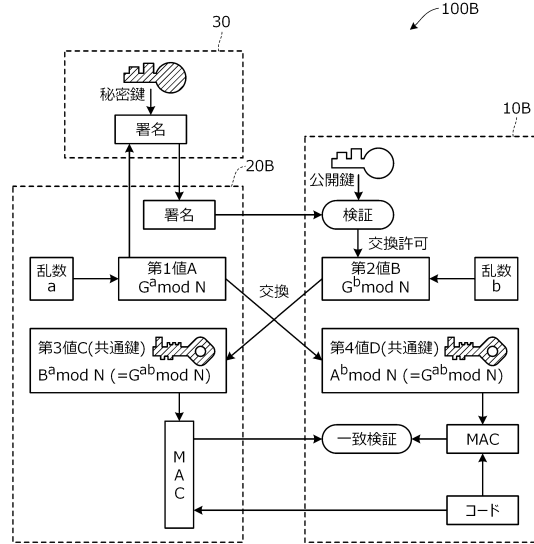 100B
30
秘密鍵
署名
10B
20B
公開鍵
署名
検証
交換許可
乱数
a
第1値A
G^a mod N
交換
第2値B
G^b mod N
乱数
b
第3値C(共通鍵)
B^a mod N (=G^ab mod N)
第4値D(共通鍵)
A^b mod N (=G^ab mod N)
MAC
一致検証
MAC
コード